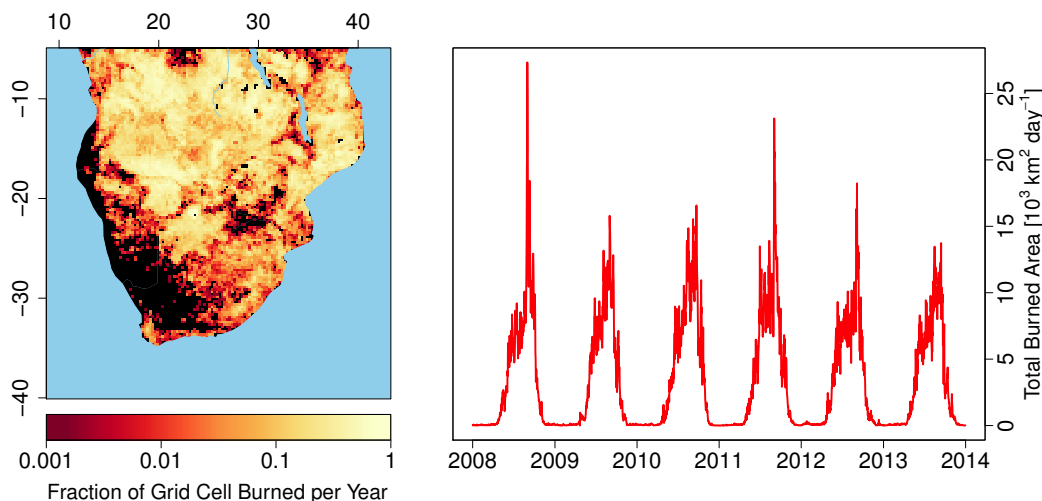 10 20 30 40
−10
−20
−30
−40
0.001 0.01 0.1 1
Fraction of Grid Cell Burned per Year
0 5 10 15 20 25
Total Burned Area [10³ km² day⁻¹]
2008 2009 2010 2011 2012 2013 2014